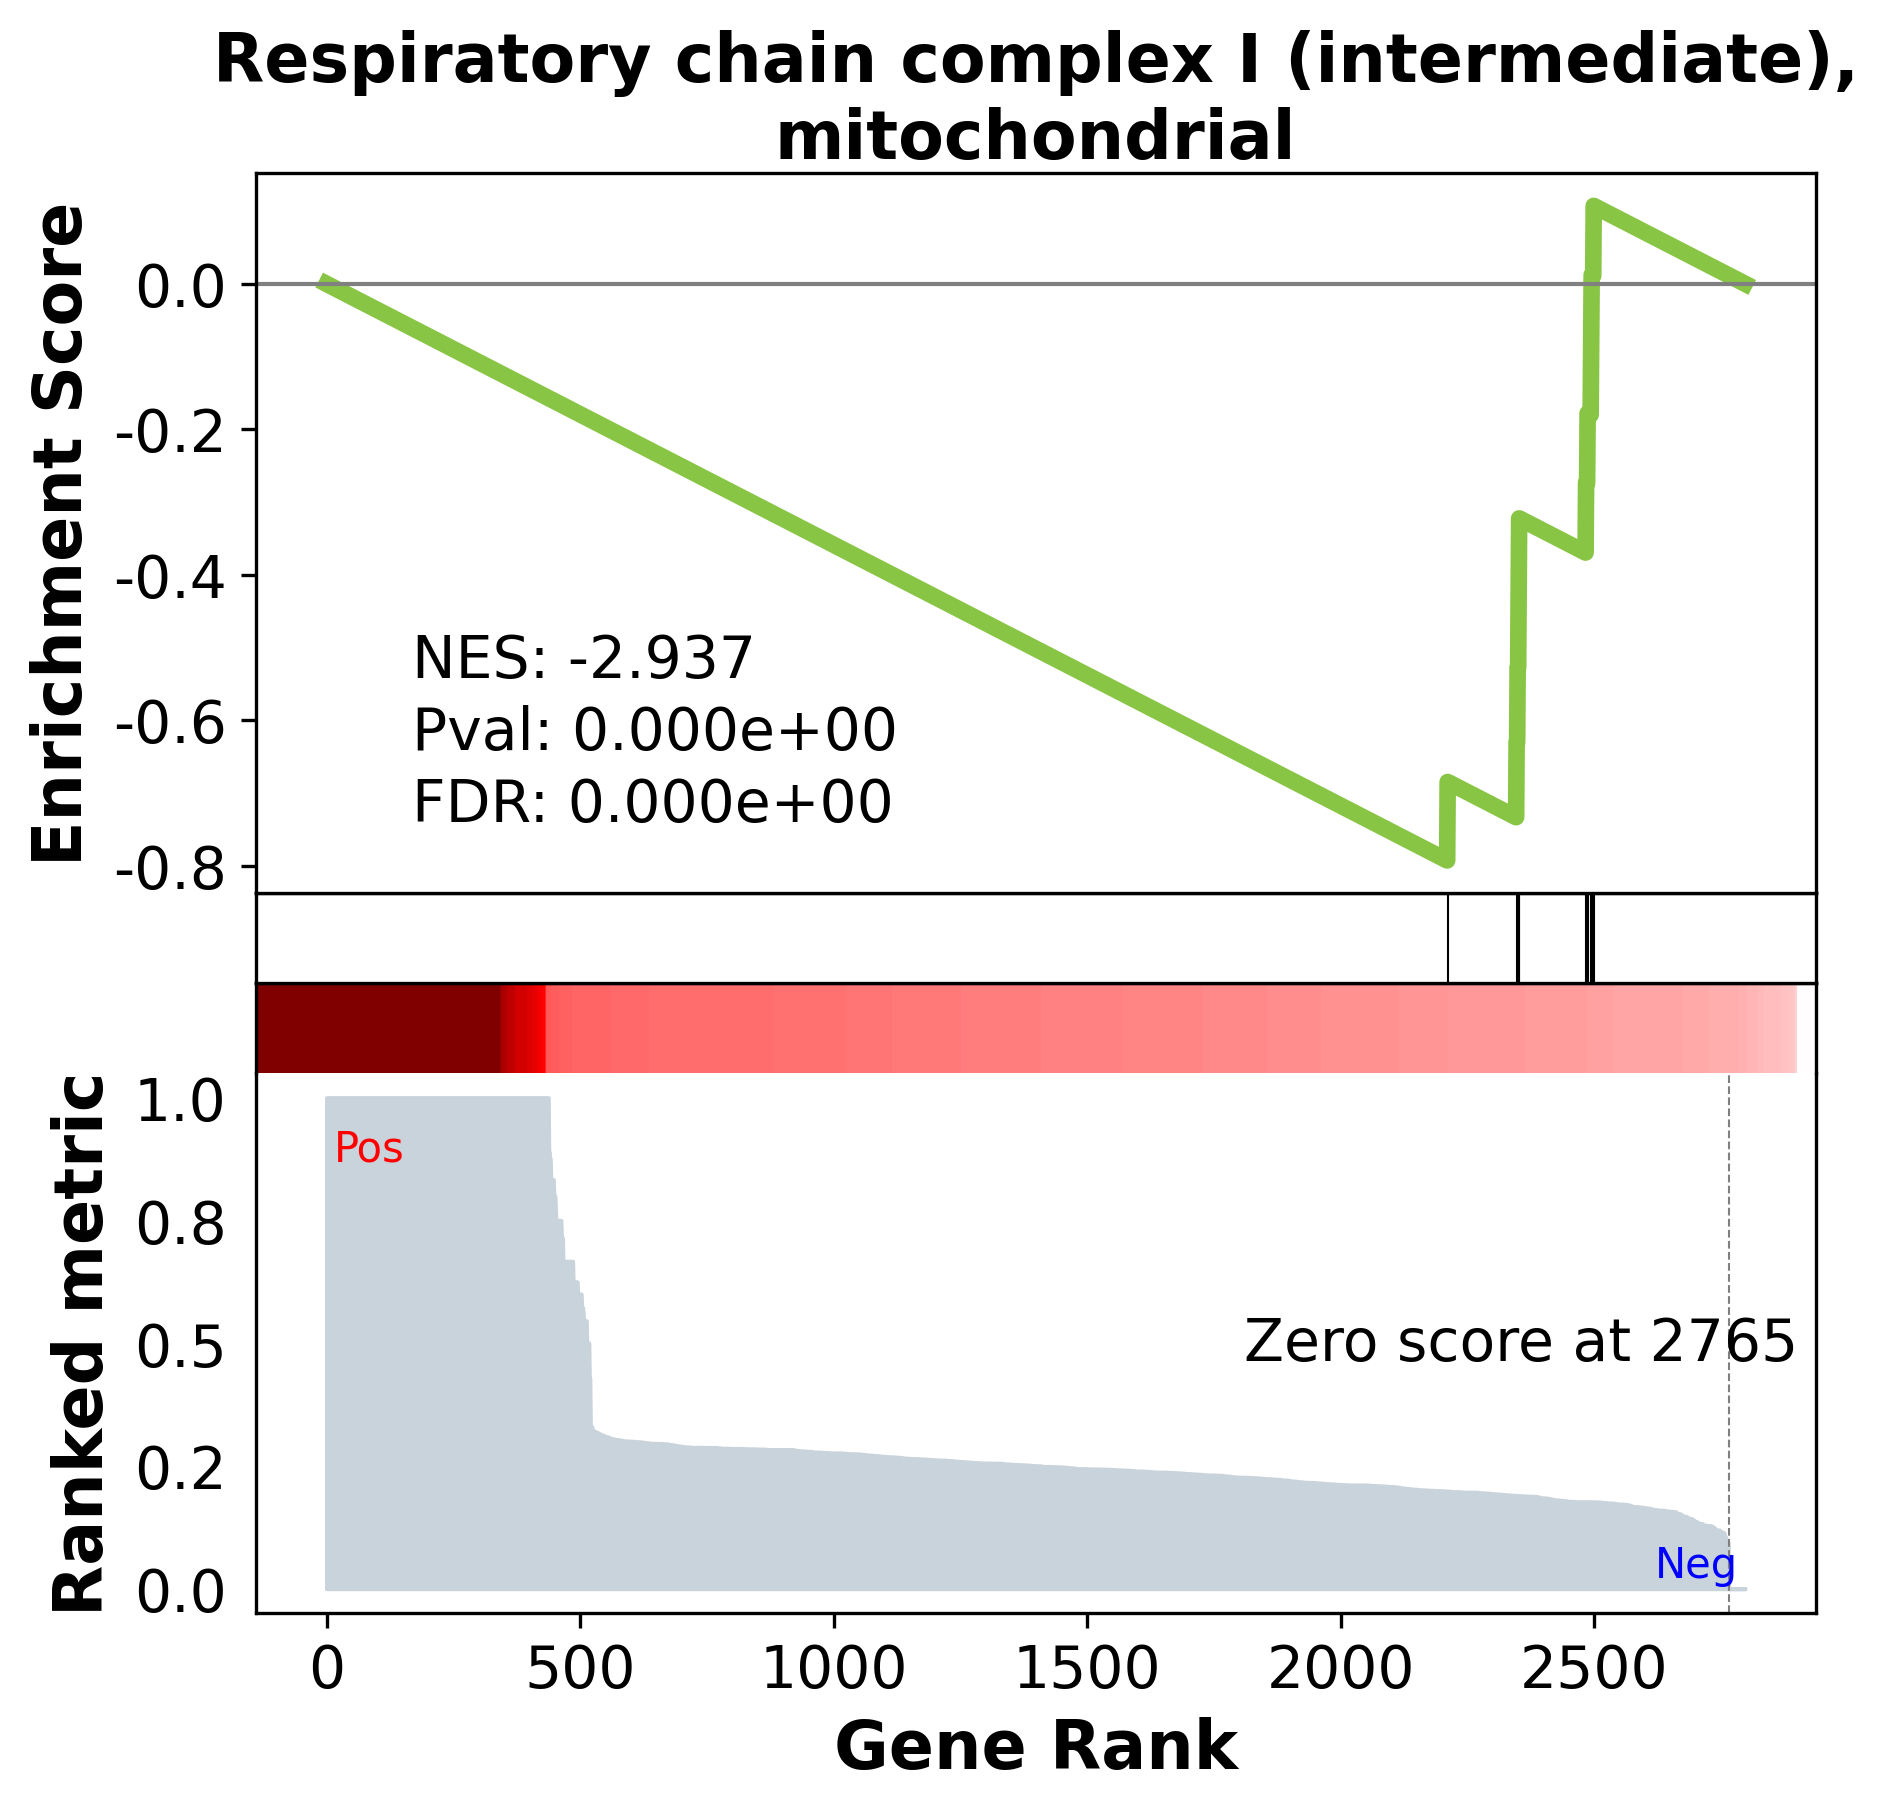 Respiratory chain complex I (intermediate),
mitochondrial
Enrichment Score
0.0
-0.2
-0.4
-0.6
-0.8
NES: -2.937
Pval: 0.000e+00
FDR: 0.000e+00
Ranked metric
1.0
0.8
0.5
0.2
0.0
Pos
Zero score at 2765
Neg
0 500 1000 1500 2000 2500
Gene Rank